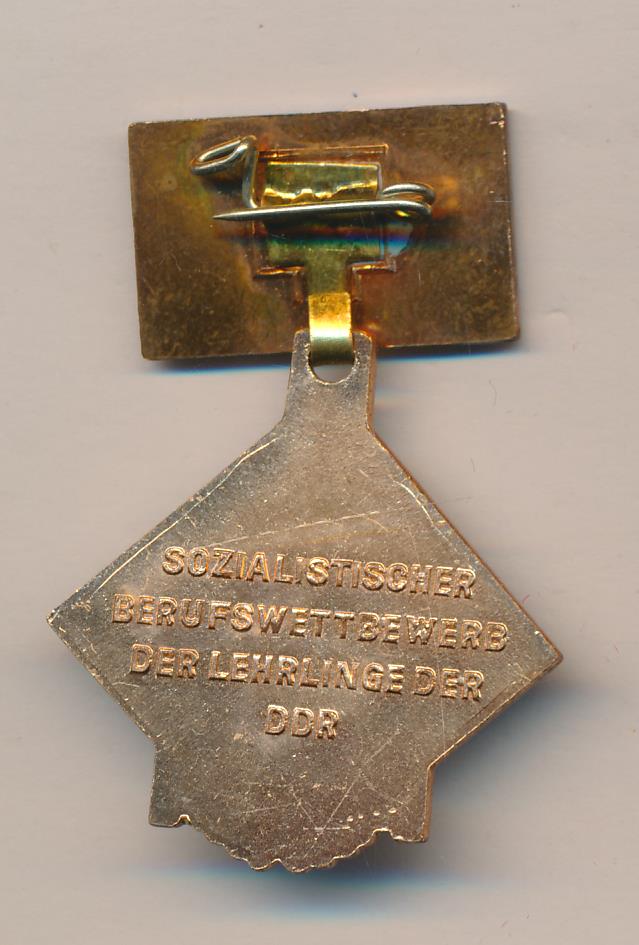 SOZIALISTISCHER
BERUFSWETTBEWERB
DER LEHRLINGE DER
DDR